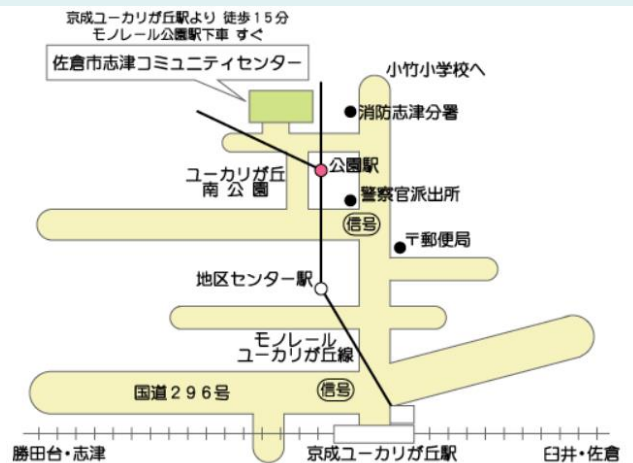 京成ユーカリが丘駅より 徒歩15分
モノレール公園駅下車 すぐ
佐倉市志津コミュニティセンター
小竹小学校へ
消防志津分署
公園駅
ユーカリが丘
南公園
警察官派出所
信号
〒郵便局
地区センター駅
モノレール
ユーカリが丘線
国道296号
信号
勝田台・志津
京成ユーカリが丘駅
臼井・佐倉